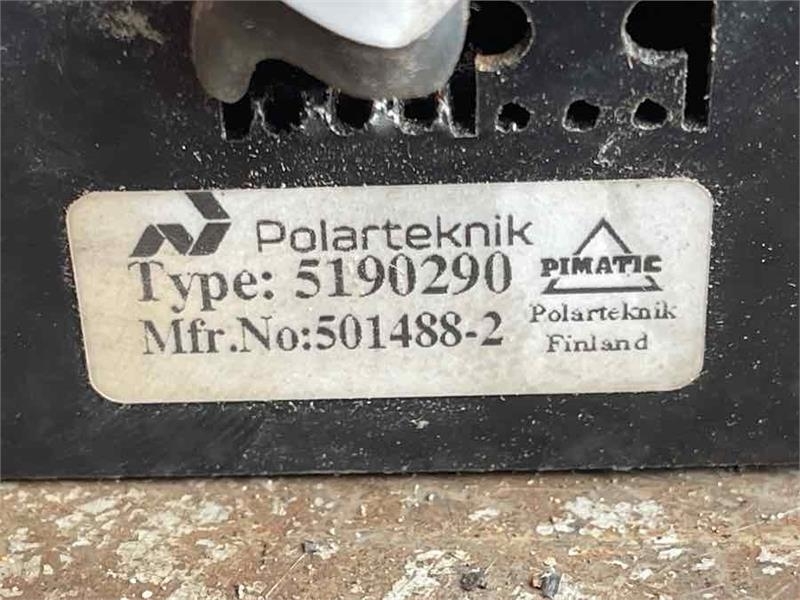 Polarteknik
Type: 5190290
Mfr.No:501488-2
PIMATIC
Polarteknik
Finland